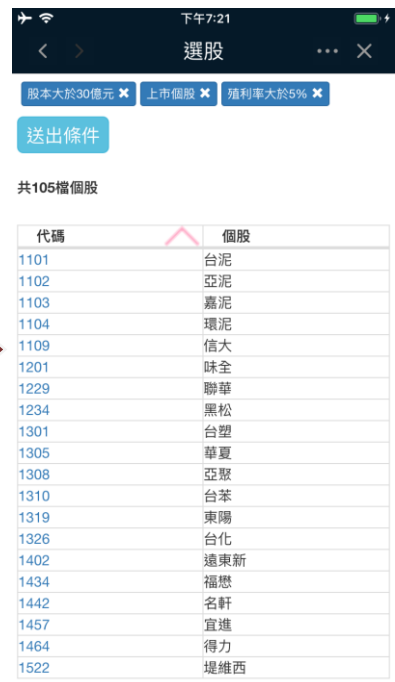 下午7:21
選股
股本大於30億元 ✖ 上市個股 ✖ 殖利率大於5% ✖
送出條件
共105檔個股
代碼 個股
1101 台泥
1102 亞泥
1103 嘉泥
1104 環泥
1109 信大
1201 味全
1229 聯華
1234 黑松
1301 台塑
1305 華夏
1308 亞聚
1310 台苯
1319 東陽
1326 台化
1402 遠東新
1434 福懋
1442 名軒
1457 宜進
1464 得力
1522 堤維西